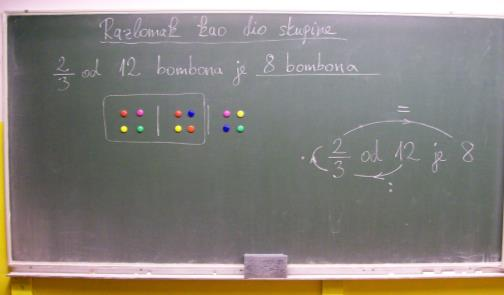 Razlomak kao dio skupine
2/3 od 12 bombona je 8 bombona
=
· 2/3 od 12 je 8
: